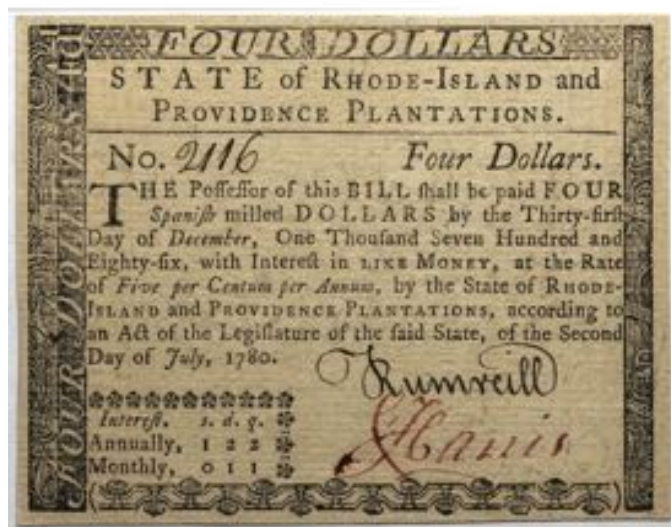 FOUR DOLLARS
STATE of RHODE-ISLAND and
PROVIDENCE PLANTATIONS.
No. 2116 Four Dollars.
THE Poſſeſſor of this BILL ſhall be paid FOUR
Spaniſh milled DOLLARS by the Thirty-firſt
Day of December, One Thouſand Seven Hundred and
Eighty-ſix, with Intereſt in LIKE MONEY, at the Rate
of Five per Centum per Annum, by the State of RHODE-
ISLAND and PROVIDENCE PLANTATIONS, according to
an Act of the Legiſlature of the ſaid State, of the Second
Day of July, 1780.
Rumreill
Harris
Intereſt. s. d. q.
Annually, 1 2 2
Monthly, 0 1 1
FOUR DOLLARS